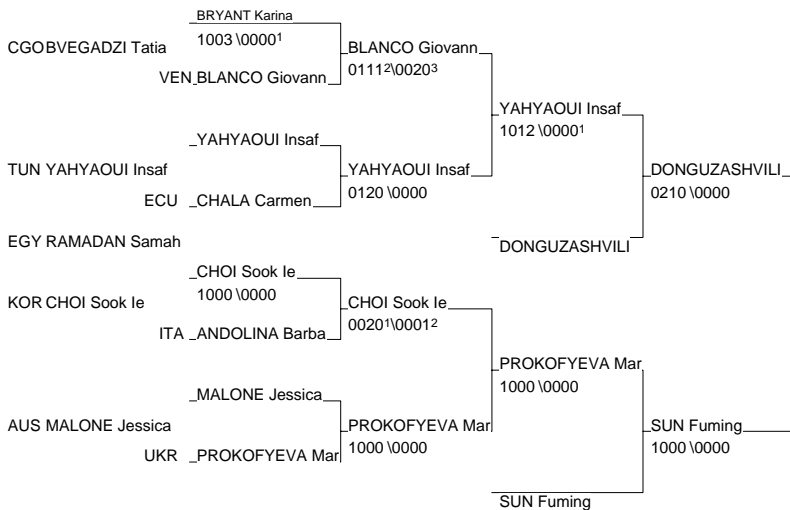 BRYANT Karina
1003 \0000¹
CGOBVEGADZI Tatia
BLANCO Giovann
0111²\0020³
VEN BLANCO Giovann
YAHYAOUI Insaf
1012 \0000¹
YAHYAOUI Insaf
TUN YAHYAOUI Insaf
YAHYAOUI Insaf
0120 \0000
DONGUZASHVILI
0210 \0000
ECU CHALA Carmen
EGY RAMADAN Samah
DONGUZASHVILI
CHOI Sook Ie
1000 \0000
KOR CHOI Sook Ie
CHOI Sook Ie
0020¹\0001²
ITA ANDOLINA Barba
PROKOFYEVA Mar
1000 \0000
MALONE Jessica
AUS MALONE Jessica
PROKOFYEVA Mar
1000 \0000
SUN Fuming
1000 \0000
UKR PROKOFYEVA Mar
SUN Fuming